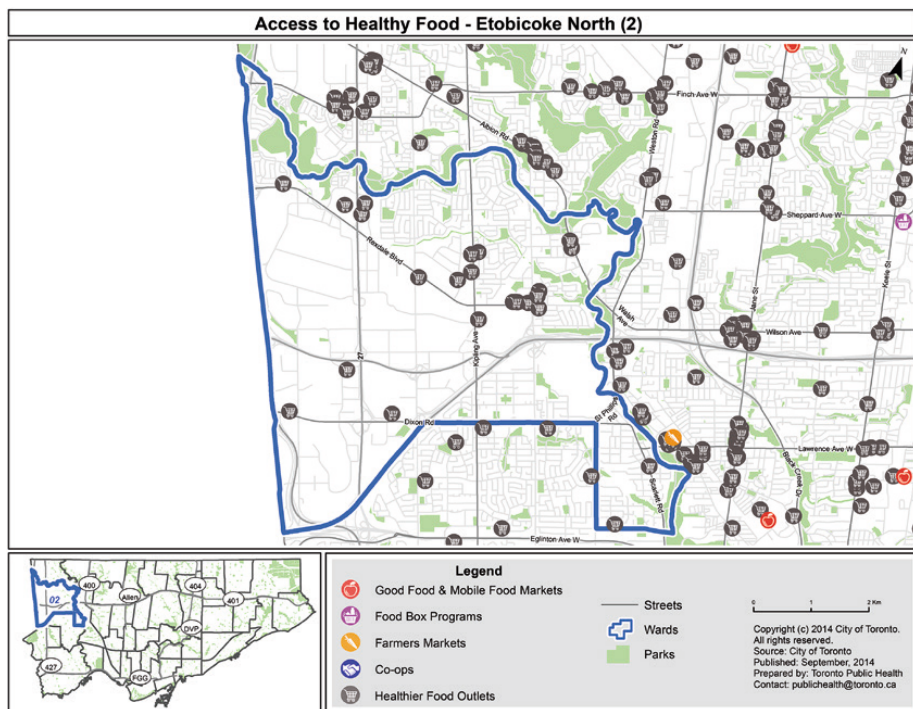 Access to Healthy Food - Etobicoke North (2)
N
Finch Ave W
Albion Rd
Weston Rd
Sheppard Ave W
Rexdale Blvd
Jane St
Keele St
Welsh Ave
Wilson Ave
Kipling Ave
27
St Phillips Rd
Dixon Rd
Lawrence Ave W
Scarlett Rd
Black Creek Dr
Eglinton Ave W
02
400
Allen
404
401
DVP
427
FGG
Legend
Good Food & Mobile Food Markets
Food Box Programs
Farmers Markets
Co-ops
Healthier Food Outlets
Streets
Wards
Parks
0 1 2 Km
Copyright (c) 2014 City of Toronto.
All rights reserved.
Source: City of Toronto
Published: September, 2014
Prepared by: Toronto Public Health
Contact: publichealth@toronto.ca